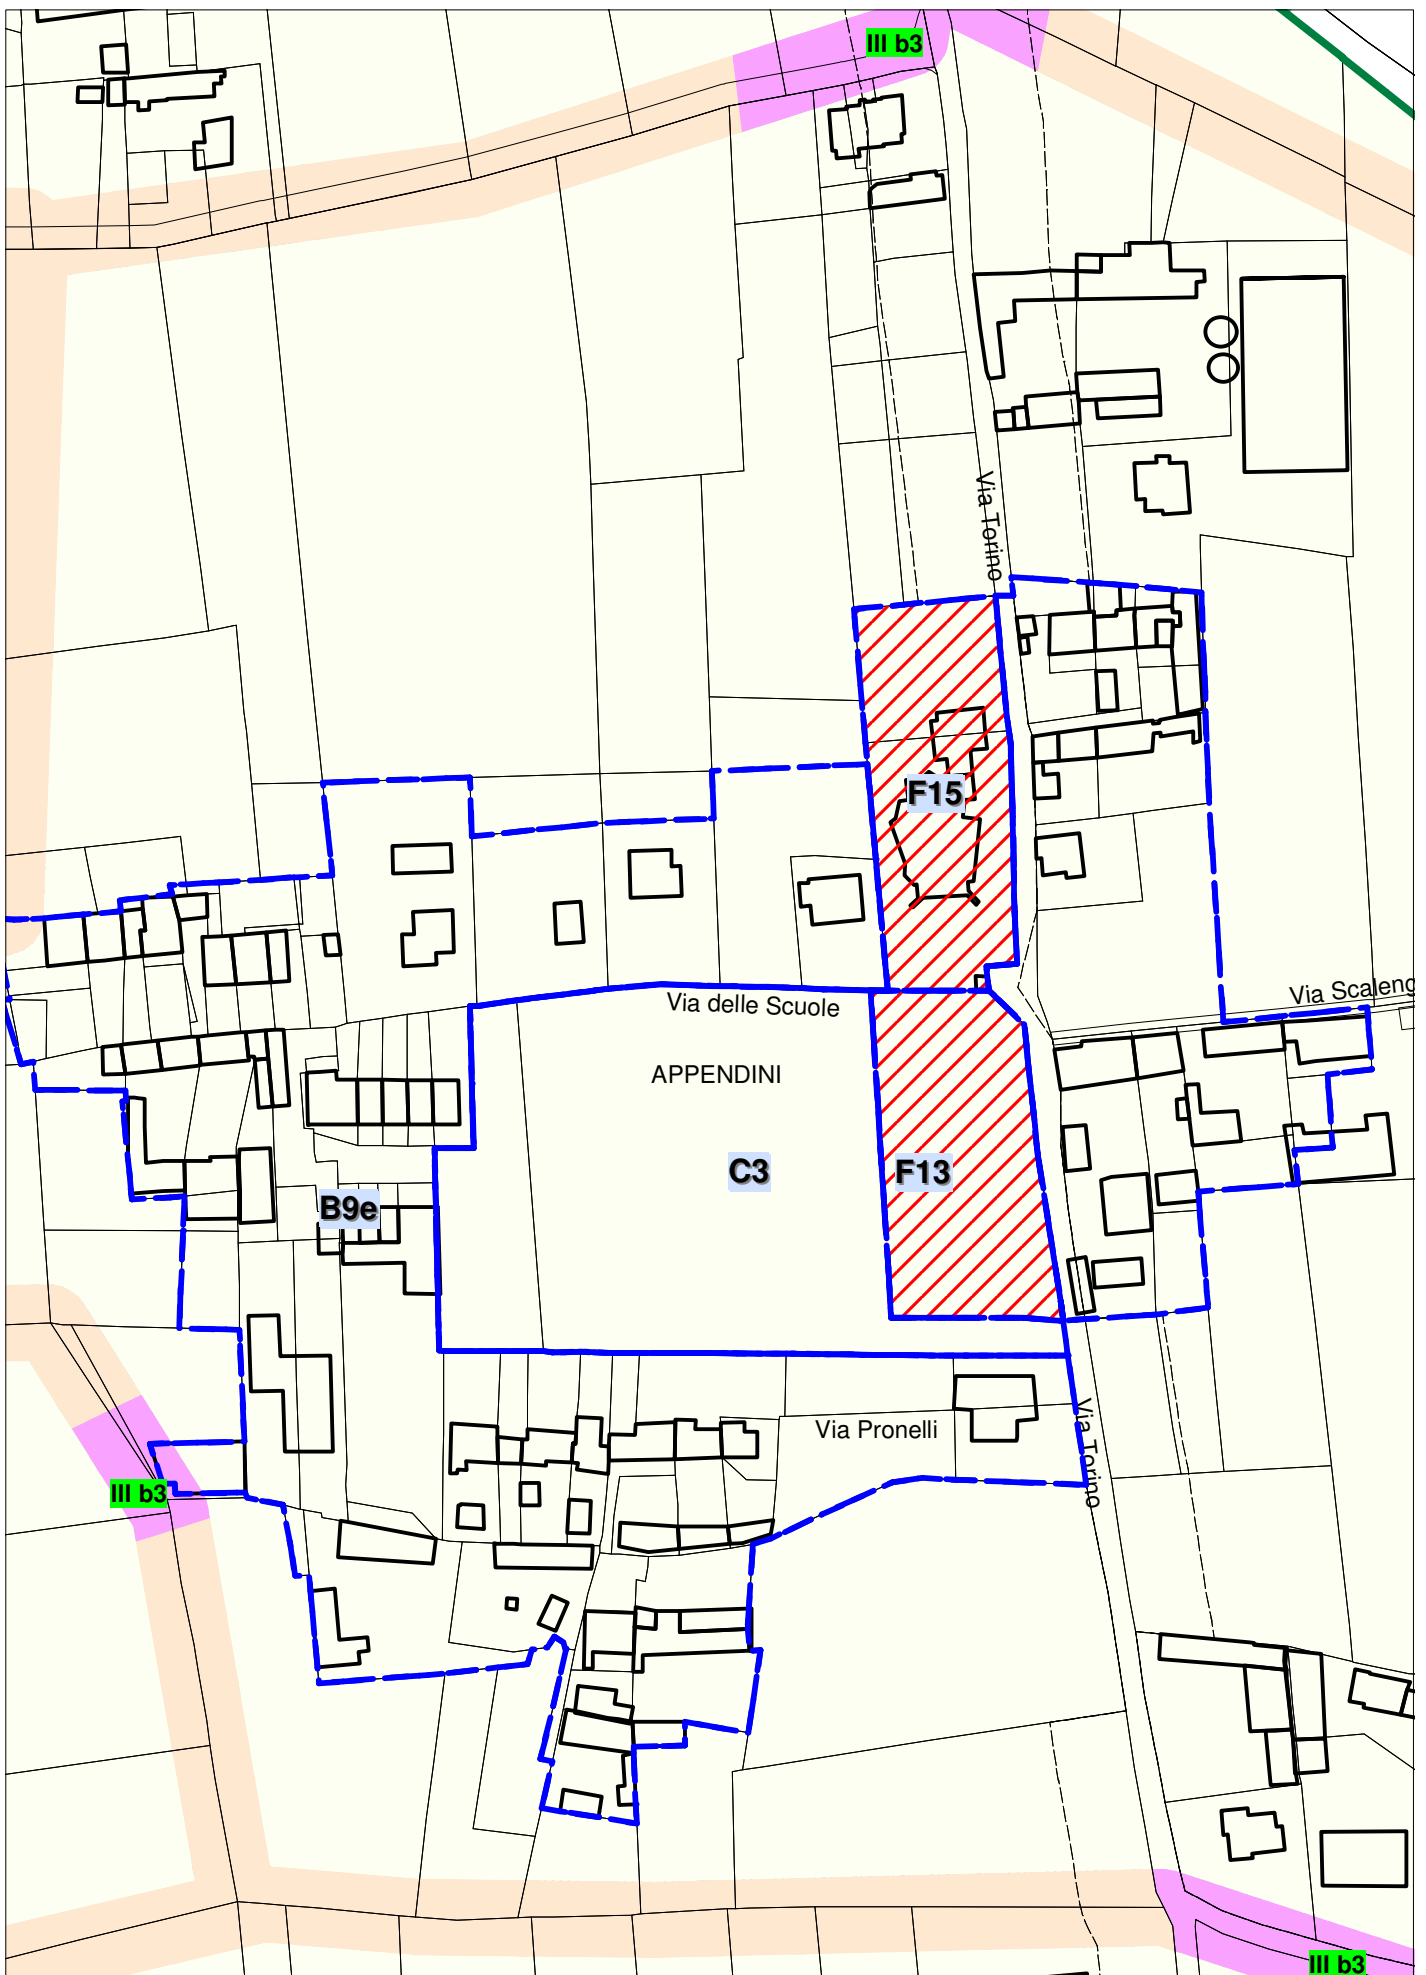 III b3
Via Torino
F15
Via Scaleng
Via delle Scuole
APPENDINI
C3
F13
B9e
Via Pronelli
Via Torino
III b3
III b3